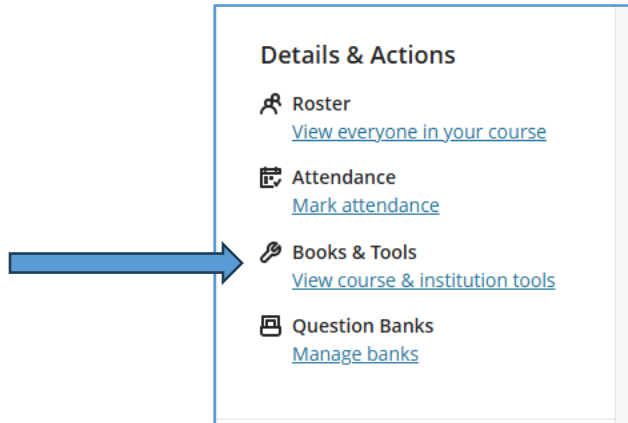 Details & Actions
Roster
View everyone in your course
Attendance
Mark attendance
Books & Tools
View course & institution tools
Question Banks
Manage banks